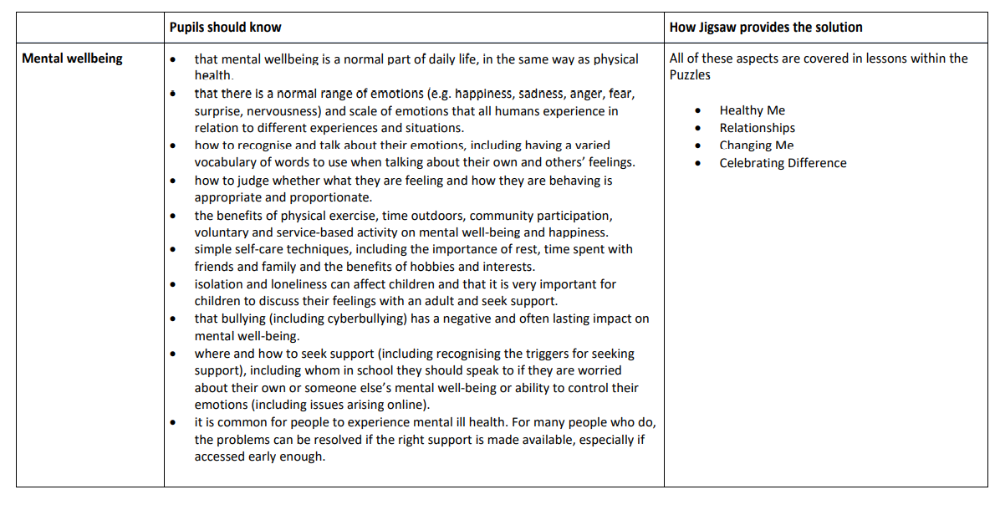 Pupils should know
How Jigsaw provides the solution
Mental wellbeing
• that mental wellbeing is a normal part of daily life, in the same way as physical
health.
• that there is a normal range of emotions (e.g. happiness, sadness, anger, fear,
surprise, nervousness) and scale of emotions that all humans experience in
relation to different experiences and situations.
• how to recognise and talk about their emotions, including having a varied
vocabulary of words to use when talking about their own and others’ feelings.
• how to judge whether what they are feeling and how they are behaving is
appropriate and proportionate.
• the benefits of physical exercise, time outdoors, community participation,
voluntary and service-based activity on mental well-being and happiness.
• simple self-care techniques, including the importance of rest, time spent with
friends and family and the benefits of hobbies and interests.
• isolation and loneliness can affect children and that it is very important for
children to discuss their feelings with an adult and seek support.
• that bullying (including cyberbullying) has a negative and often lasting impact on
mental well-being.
• where and how to seek support (including recognising the triggers for seeking
support), including whom in school they should speak to if they are worried
about their own or someone else’s mental well-being or ability to control their
emotions (including issues arising online).
• it is common for people to experience mental ill health. For many people who do,
the problems can be resolved if the right support is made available, especially if
accessed early enough.
All of these aspects are covered in lessons within the
Puzzles
• Healthy Me
• Relationships
• Changing Me
• Celebrating Difference